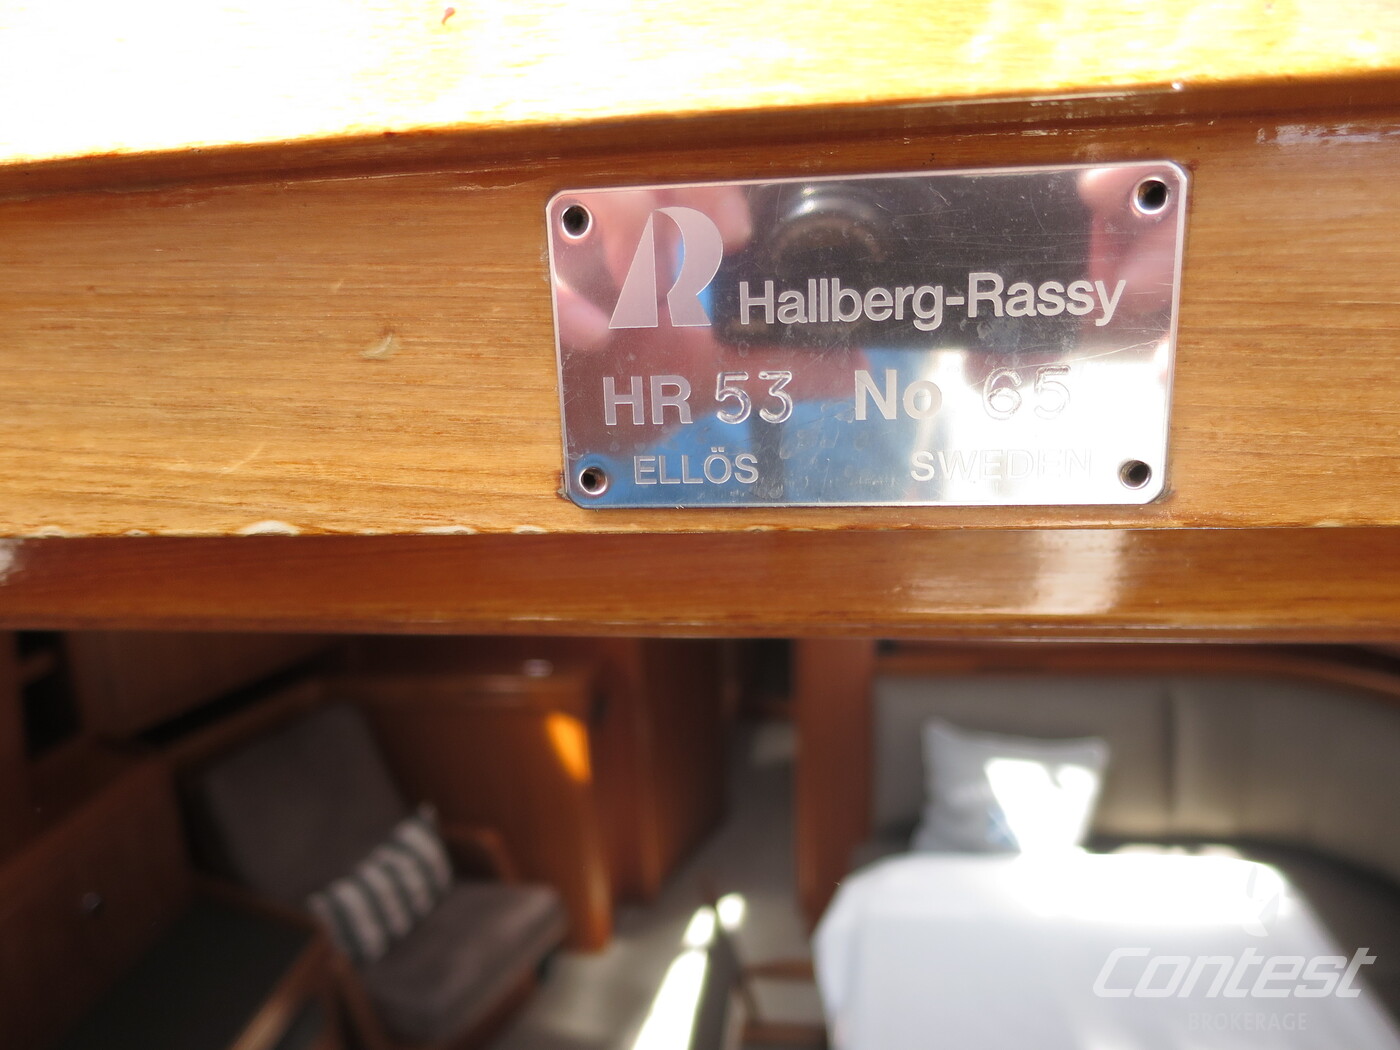 R Hallberg-Rassy
HR 53 No 65
ELLÖS SWEDEN
Contest
BROKERAGE